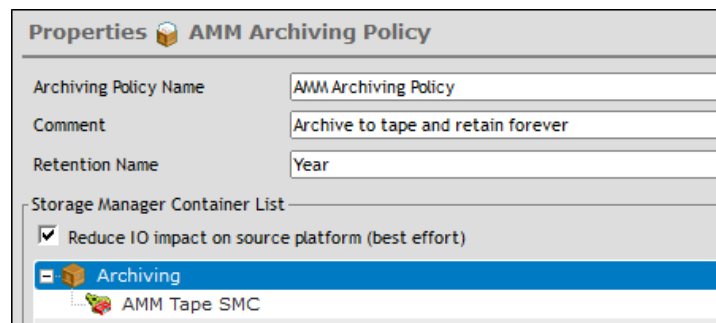 Properties AMM Archiving Policy
Archiving Policy Name AMM Archiving Policy
Comment Archive to tape and retain forever
Retention Name Year
Storage Manager Container List
Reduce IO impact on source platform (best effort)
Archiving
AMM Tape SMC